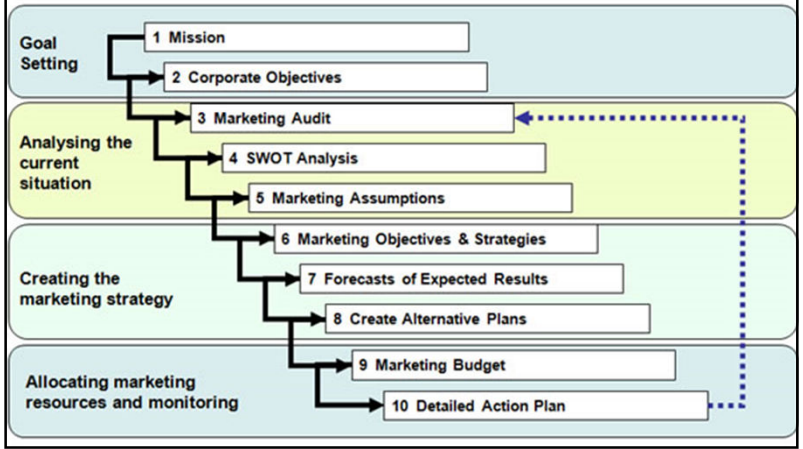 Goal
Setting
1 Mission
2 Corporate Objectives
Analysing the
current
situation
3 Marketing Audit
4 SWOT Analysis
5 Marketing Assumptions
Creating the
marketing strategy
6 Marketing Objectives & Strategies
7 Forecasts of Expected Results
8 Create Alternative Plans
Allocating marketing
resources and monitoring
9 Marketing Budget
10 Detailed Action Plan